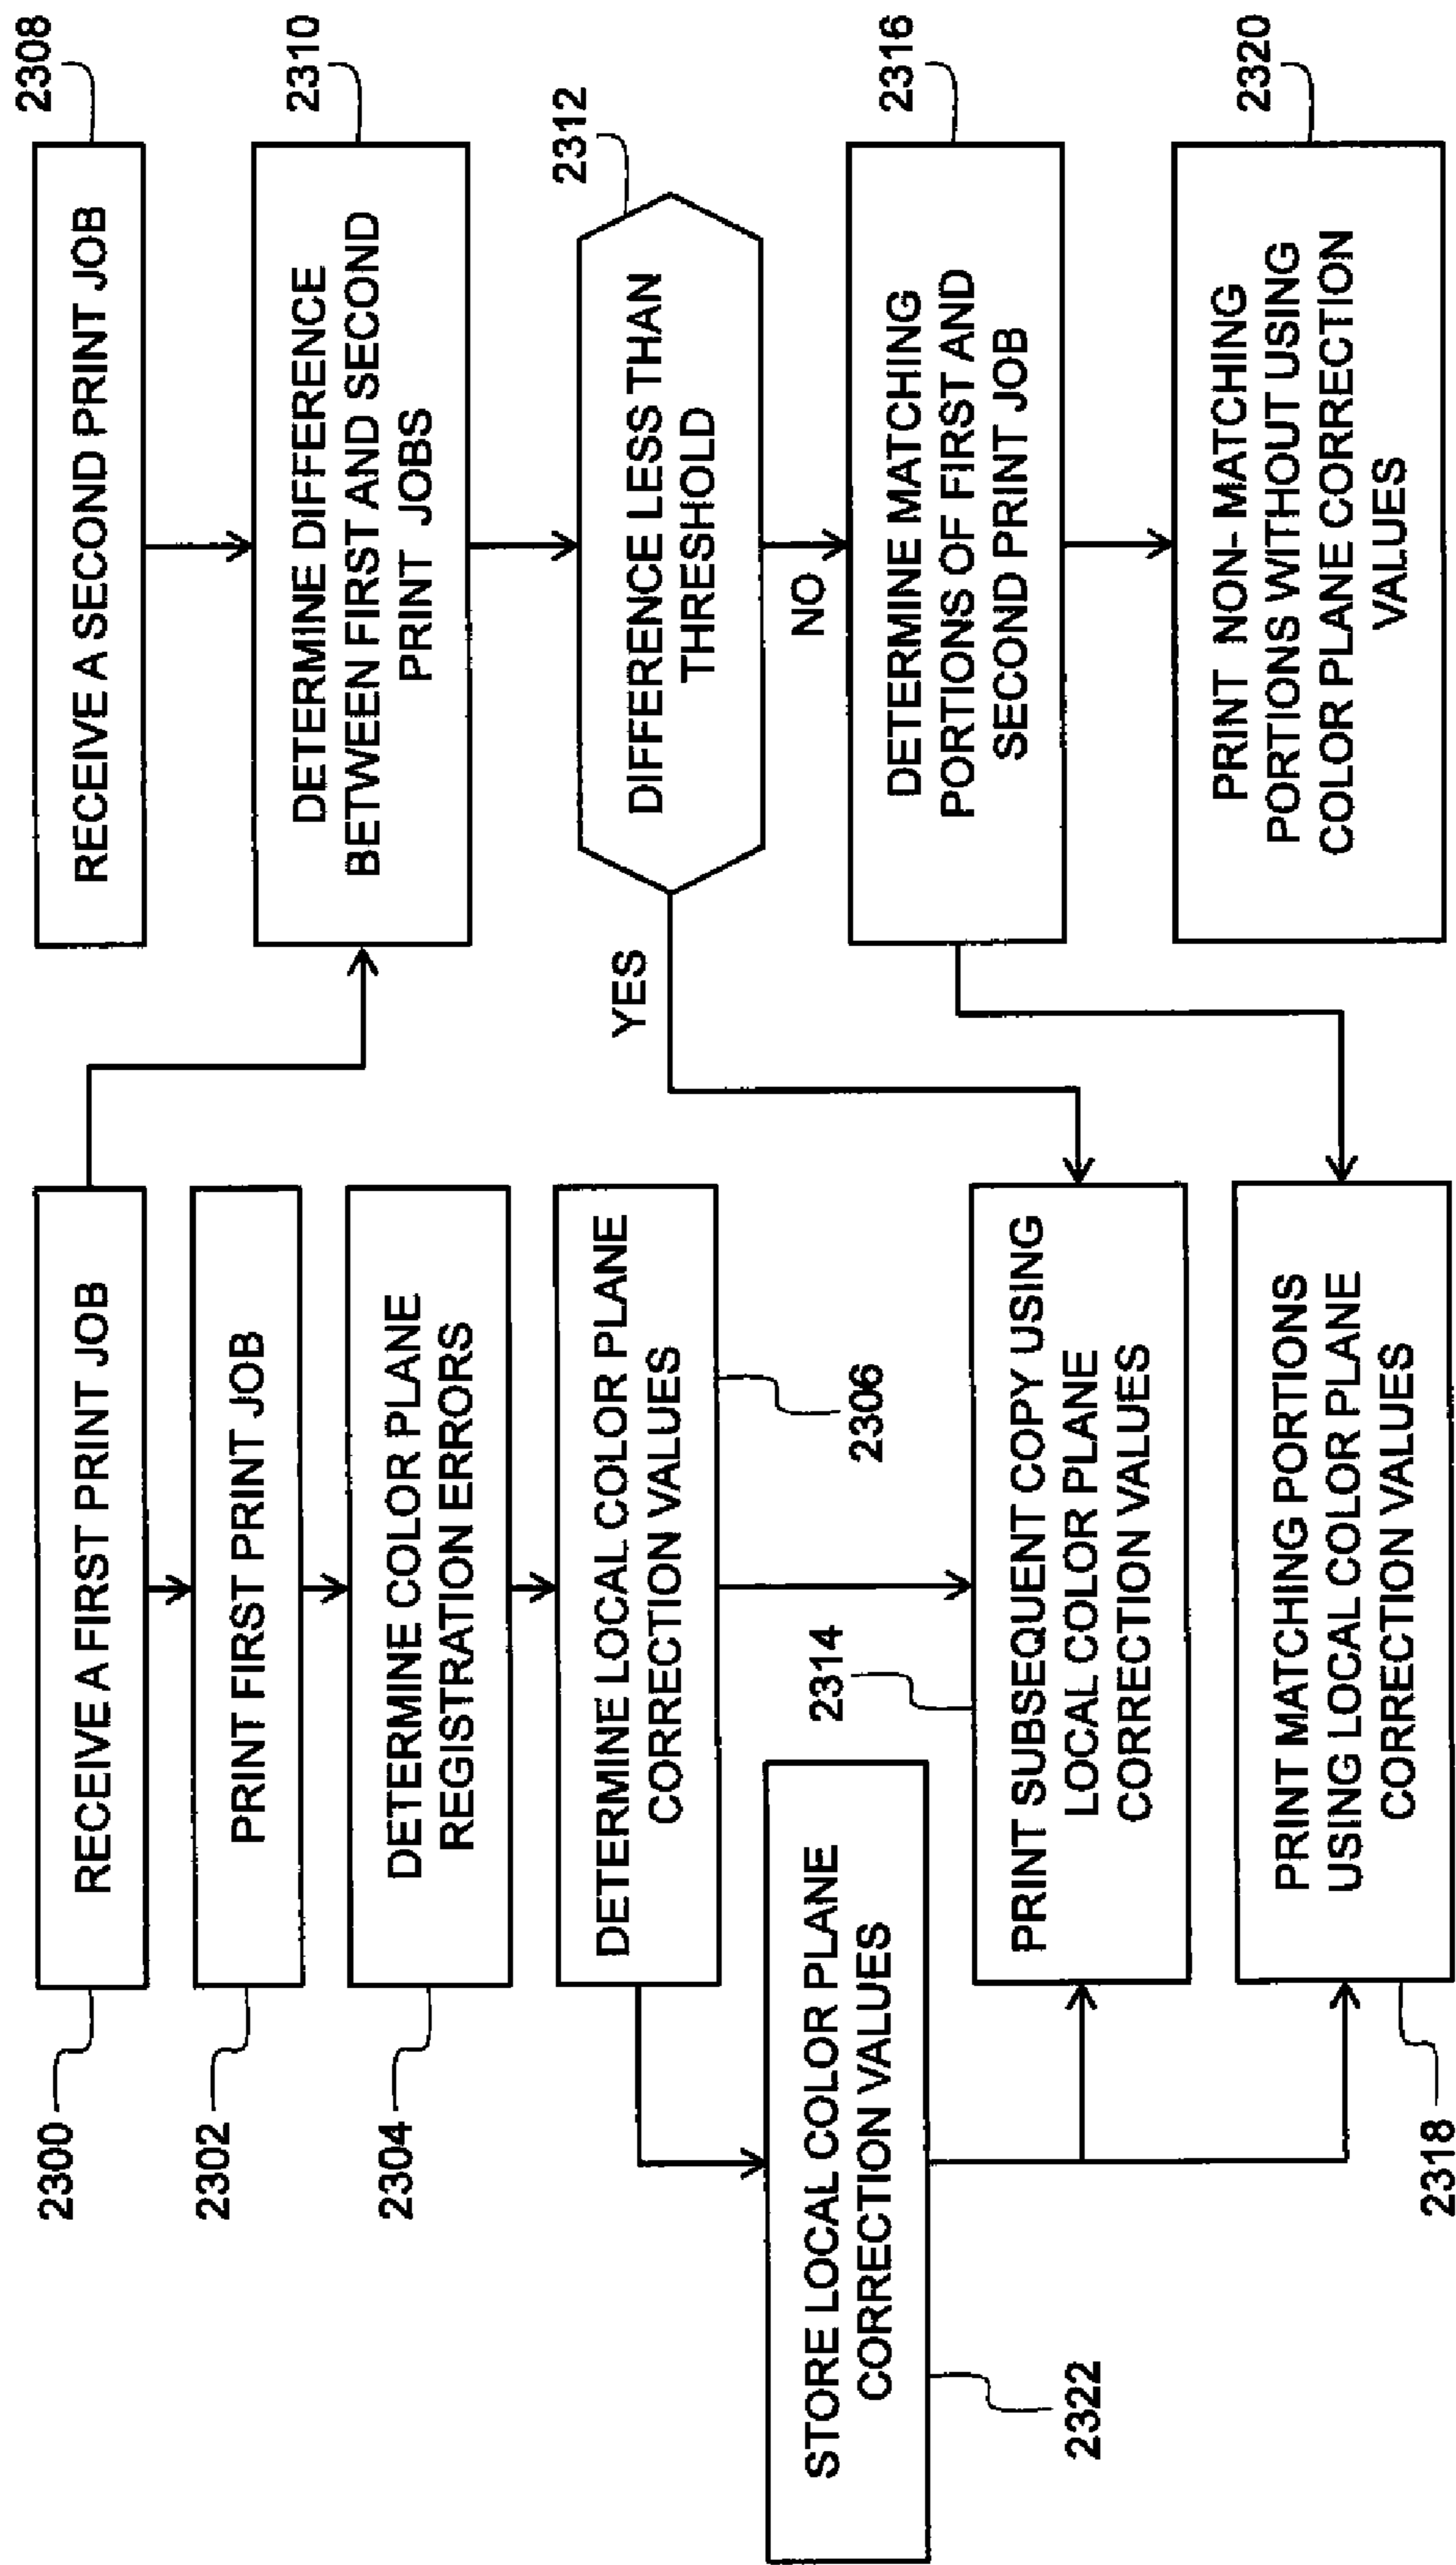 2300
RECEIVE A FIRST PRINT JOB
2302
PRINT FIRST PRINT JOB
2304
DETERMINE COLOR PLANE
REGISTRATION ERRORS
DETERMINE LOCAL COLOR PLANE
CORRECTION VALUES
2306
STORE LOCAL COLOR PLANE
CORRECTION VALUES
2322
2314
PRINT SUBSEQUENT COPY USING
LOCAL COLOR PLANE
CORRECTION VALUES
PRINT MATCHING PORTIONS
USING LOCAL COLOR PLANE
CORRECTION VALUES
2318
2308
RECEIVE A SECOND PRINT JOB
2310
DETERMINE DIFFERENCE
BETWEEN FIRST AND SECOND
PRINT JOBS
2312
DIFFERENCE LESS THAN
THRESHOLD
YES
NO
2316
DETERMINE MATCHING
PORTIONS OF FIRST AND
SECOND PRINT JOB
2320
PRINT NON-MATCHING
PORTIONS WITHOUT USING
COLOR PLANE CORRECTION
VALUES